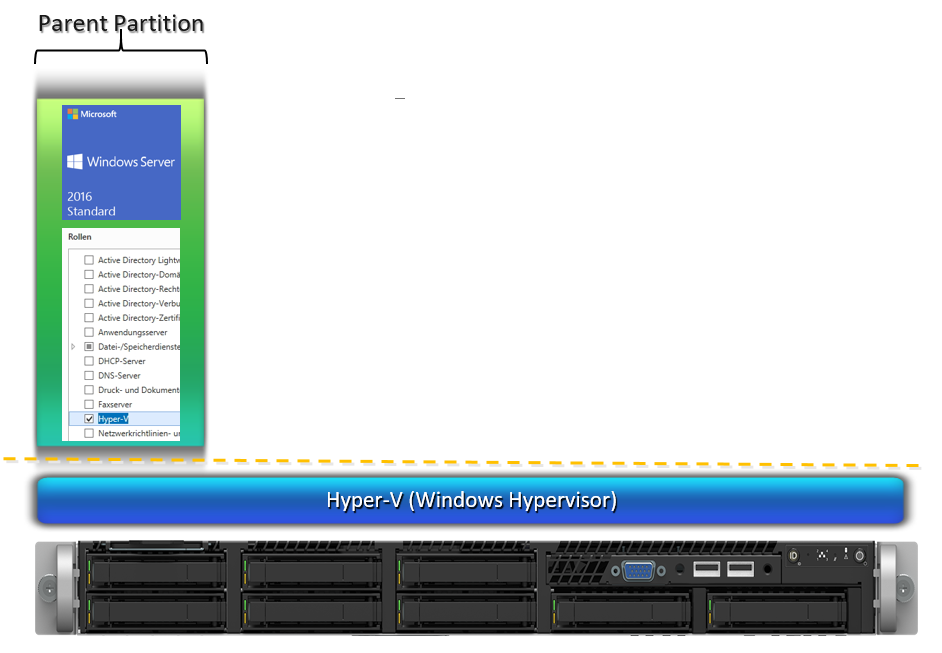 Parent Partition
Microsoft
Windows Server
2016
Standard
Rollen
Active Directory Lightw
Active Directory-Domä
Active Directory-Recht
Active Directory-Verbu
Active Directory-Zertifi
Anwendungsserver
Datei-/Speicherdienste
DHCP-Server
DNS-Server
Druck- und Dokument
Faxserver
Hyper-V
Netzwerkrichtlinien- u
Hyper-V (Windows Hypervisor)
ID